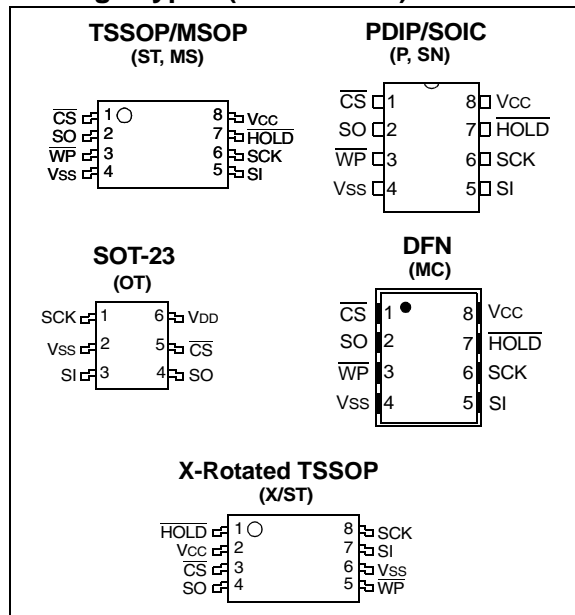 TSSOP/MSOP
(ST, MS)
CS 1 8 VCC
SO 2 7 HOLD
WP 3 6 SCK
VSS 4 5 SI
PDIP/SOIC
(P, SN)
CS 1 8 VCC
SO 2 7 HOLD
WP 3 6 SCK
VSS 4 5 SI
SOT-23
(OT)
SCK 1 6 VDD
VSS 2 5 CS
SI 3 4 SO
DFN
(MC)
CS 1 8 VCC
SO 2 7 HOLD
WP 3 6 SCK
VSS 4 5 SI
X-Rotated TSSOP
(X/ST)
HOLD 1 8 SCK
VCC 2 7 SI
CS 3 6 VSS
SO 4 5 WP